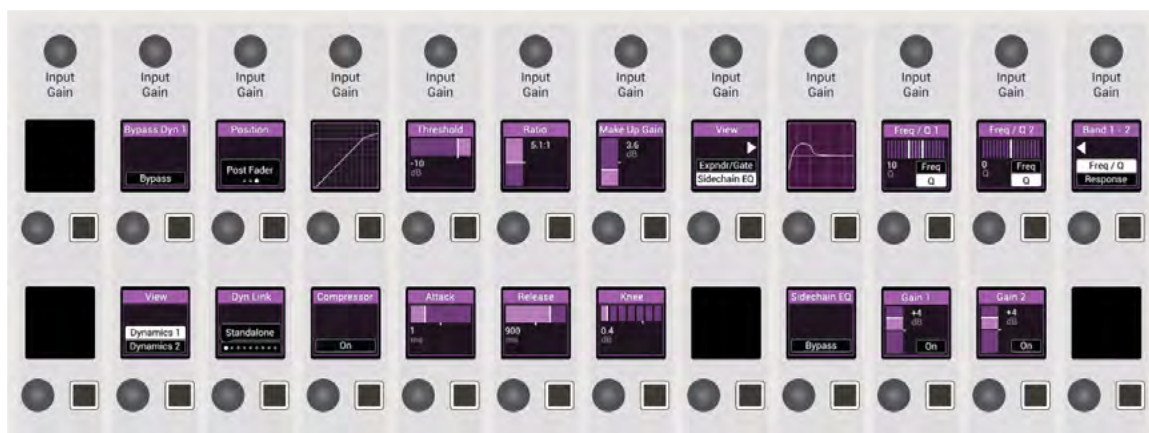 Input Gain
Input Gain
Input Gain
Input Gain
Input Gain
Input Gain
Input Gain
Input Gain
Input Gain
Input Gain
Input Gain
Input Gain
Bypass Dyn 1
Bypass
Position
Post Fader
Threshold
-10
dB
Ratio
5.1:1
Make Up Gain
3.6
dB
View
Expndr/Gate
Sidechain EQ
Freq / Q 1
10
Q
Freq
Q
Freq / Q 2
0
Q
Freq
Q
Band 1 - 2
Freq / Q
Response
View
Dynamics 1
Dynamics 2
Dyn Link
Standalone
Compressor
On
Attack
1
ms
Release
900
ms
Knee
0.4
dB
Sidechain EQ
Bypass
Gain 1
+4
dB
On
Gain 2
+4
dB
On